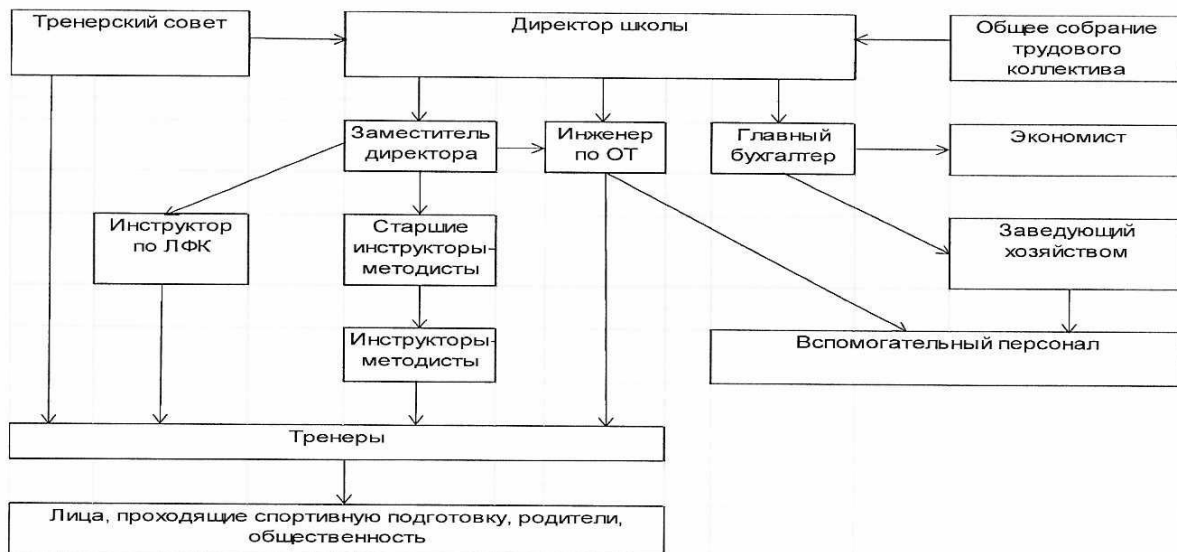 Тренерский совет
Директор школы
Общее собрание
трудового
коллектива
Заместитель
директора
Инженер
по ОТ
Главный
бухгалтер
Экономист
Инструктор
по ЛФК
Старшие
инструкторы-
методисты
Заведующий
хозяйством
Инструкторы-
методисты
Вспомогательный персонал
Тренеры
Лица, проходящие спортивную подготовку, родители,
общественность